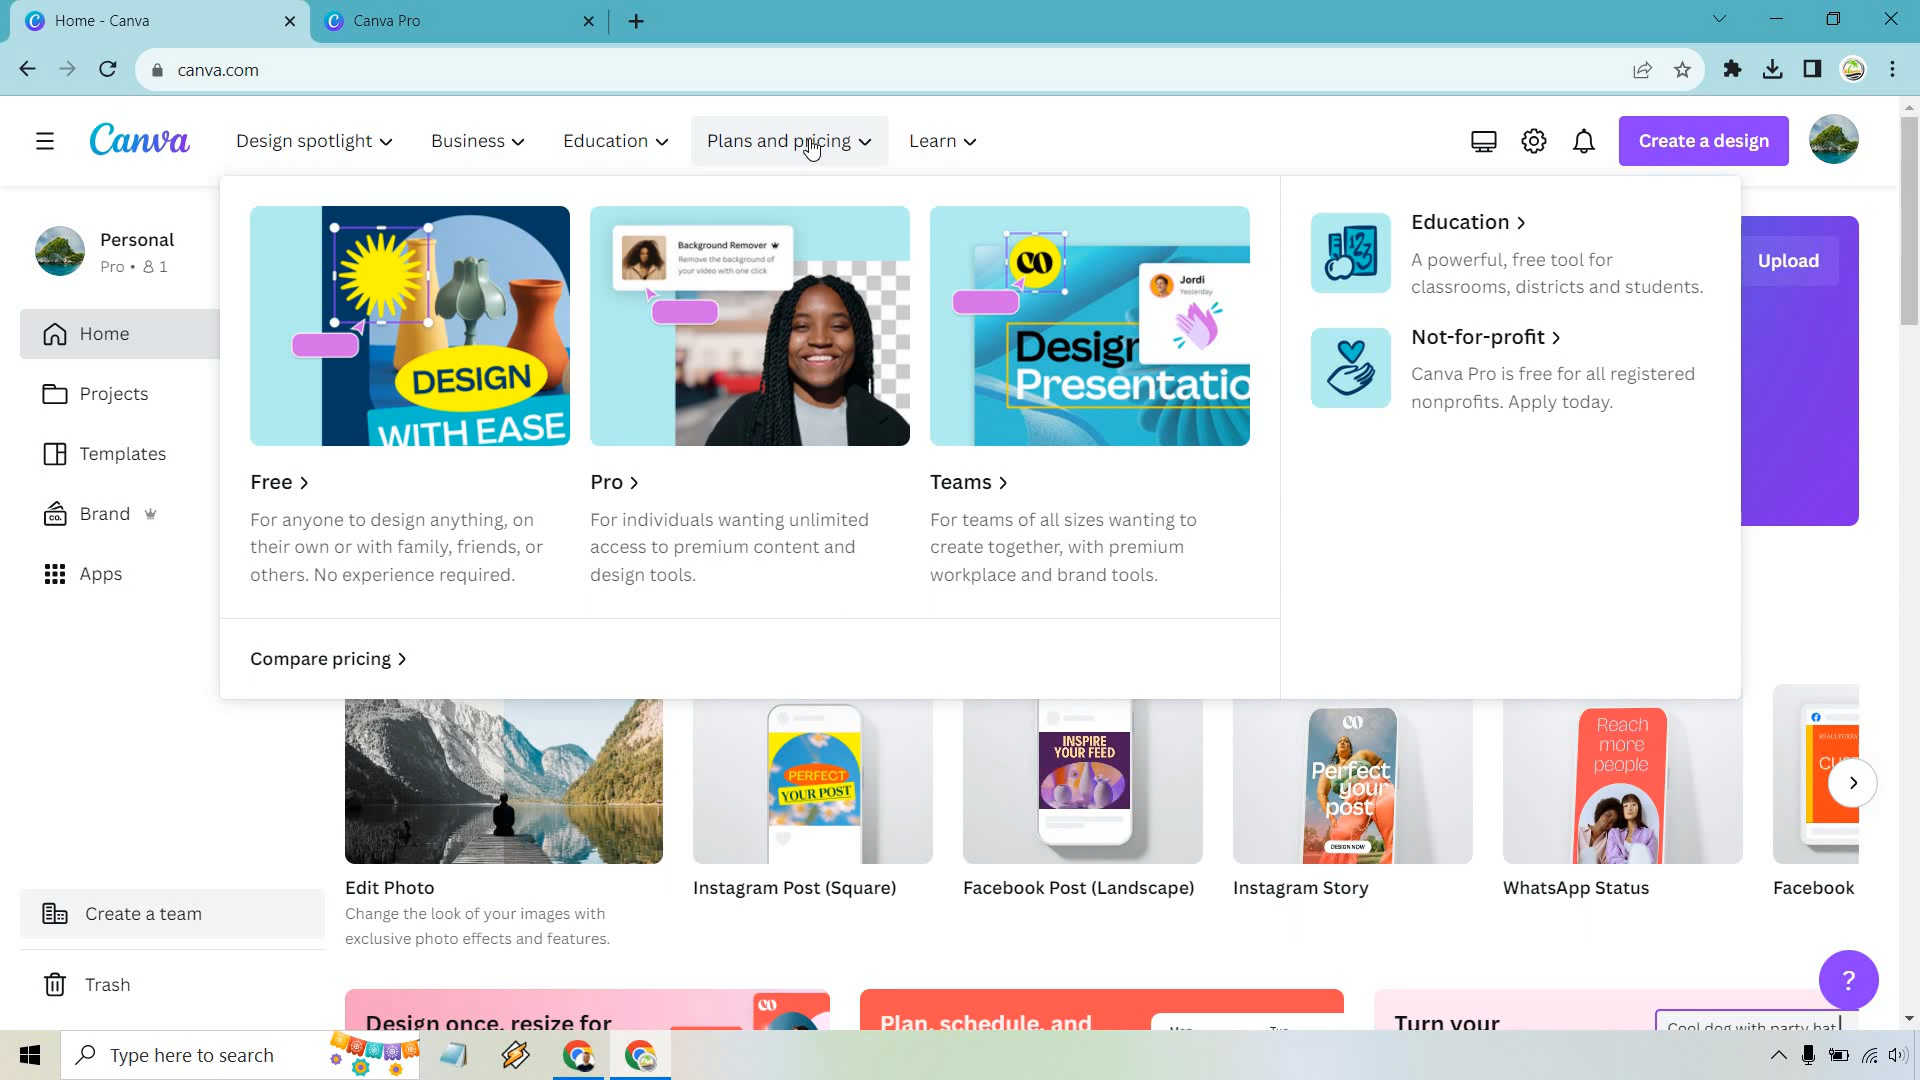 Home - Canva
Canva Pro
canva.com
Canva
Design spotlight
Business
Education
Plans and pricing
Learn
Create a design
Personal
Pro • 1
Home
Projects
Templates
Brand
Apps
Create a team
Trash
DESIGN
WITH EASE
Background Remover
Remove the background of
your video with one click
CO
Jordi
Yesterday
Design
Presentatio
Free >
For anyone to design anything, on
their own or with family, friends, or
others. No experience required.
Pro >
For individuals wanting unlimited
access to premium content and
design tools.
Teams >
For teams of all sizes wanting to
create together, with premium
workplace and brand tools.
Compare pricing >
Education >
A powerful, free tool for
classrooms, districts and students.
Not-for-profit >
Canva Pro is free for all registered
nonprofits. Apply today.
Upload
PERFECT
YOUR POST
INSPIRE
YOUR FEED
CO
Perfect
your
post
DESIGN NOW
Reach
more
people
Edit Photo
Change the look of your images with
exclusive photo effects and features.
Instagram Post (Square)
Facebook Post (Landscape)
Instagram Story
WhatsApp Status
Facebook
Design once, resize for
CO
Plan, schedule, and
Turn your
Cool dog with party hat
?
Type here to search